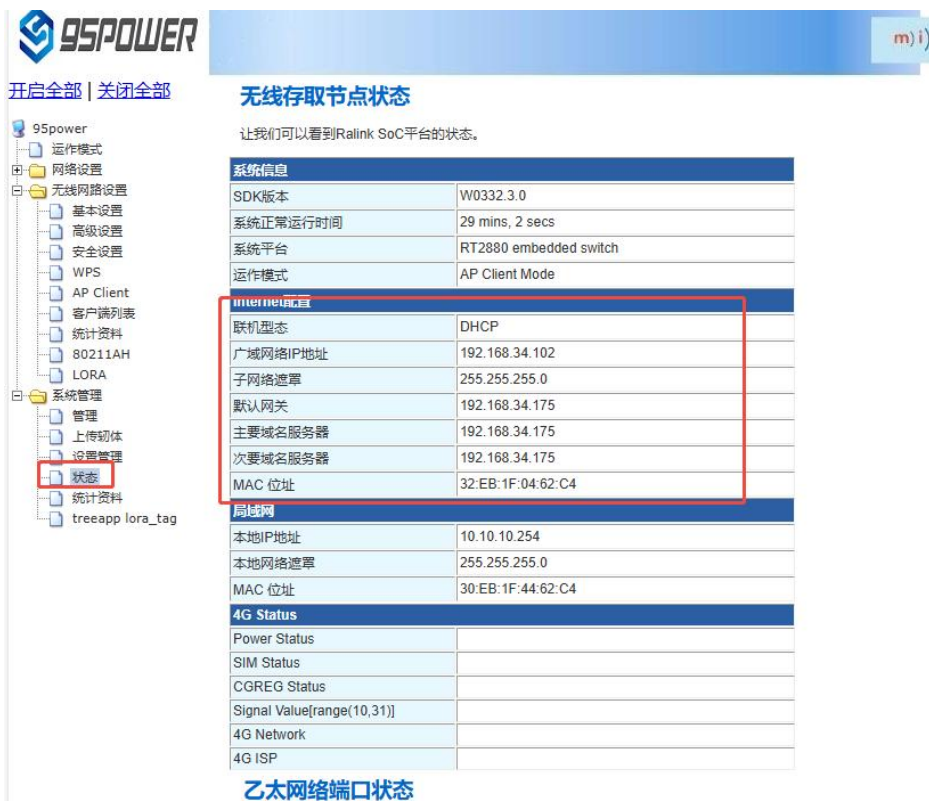 95POWER
m) i)
开启全部 | 关闭全部
95power
运作模式
网络设置
无线网路设置
基本设置
高级设置
安全设置
WPS
AP Client
客户端列表
统计资料
80211AH
LORA
系统管理
管理
上传韧体
设置管理
状态
统计资料
treeapp lora_tag
无线存取节点状态
让我们可以看到Ralink SoC平台的状态。
系统信息
SDK版本 W0332.3.0
系统正常运行时间 29 mins, 2 secs
系统平台 RT2880 embedded switch
运作模式 AP Client Mode
Internet配置
联机型态 DHCP
广域网络IP地址 192.168.34.102
子网络遮罩 255.255.255.0
默认网关 192.168.34.175
主要域名服务器 192.168.34.175
次要域名服务器 192.168.34.175
MAC 位址 32:EB:1F:04:62:C4
局域网
本地IP地址 10.10.10.254
本地网络遮罩 255.255.255.0
MAC 位址 30:EB:1F:44:62:C4
4G Status
Power Status
SIM Status
CGREG Status
Signal Value[range(10,31)]
4G Network
4G ISP
乙太网络端口状态